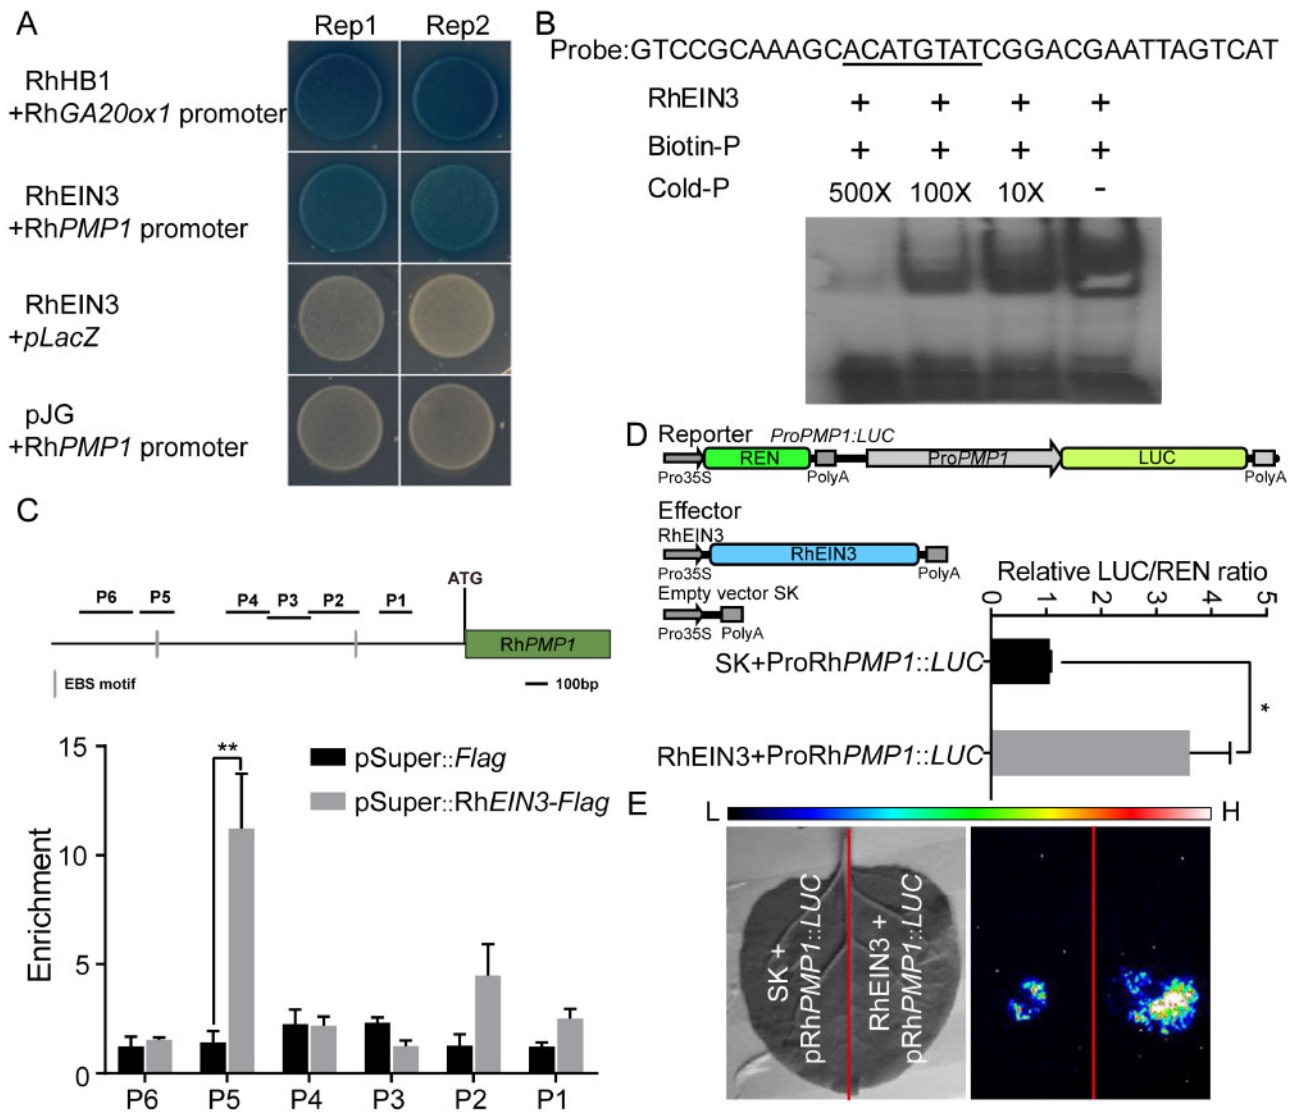 A
Rep1 Rep2
RhHB1
+RhGA20ox1 promoter
RhEIN3
+RhPMP1 promoter
RhEIN3
+pLacZ
pJG
+RhPMP1 promoter
B
Probe:GTCCGCAAAGCACATGTATCGGACGAATTAGTCAT
RhEIN3 + + + +
Biotin-P + + + +
Cold-P 500X 100X 10X -
C
ATG
P6 P5 P4 P3 P2 P1
RhPMP1
EBS motif
100bp
15
10
5
0
Enrichment
**
pSuper::Flag
pSuper::RhEIN3-Flag
P6 P5 P4 P3 P2 P1
D
Reporter ProPMP1:LUC
REN ProPMP1 LUC
Pro35S PolyA PolyA
Effector
RhEIN3
RhEIN3
Pro35S PolyA
Empty vector SK
Pro35S PolyA
Relative LUC/REN ratio
0 1 2 3 4 5
SK+ProRhPMP1::LUC
*
RhEIN3+ProRhPMP1::LUC
E
L H
SK +
pRhPMP1::LUC
RhEIN3 +
pRhPMP1::LUC